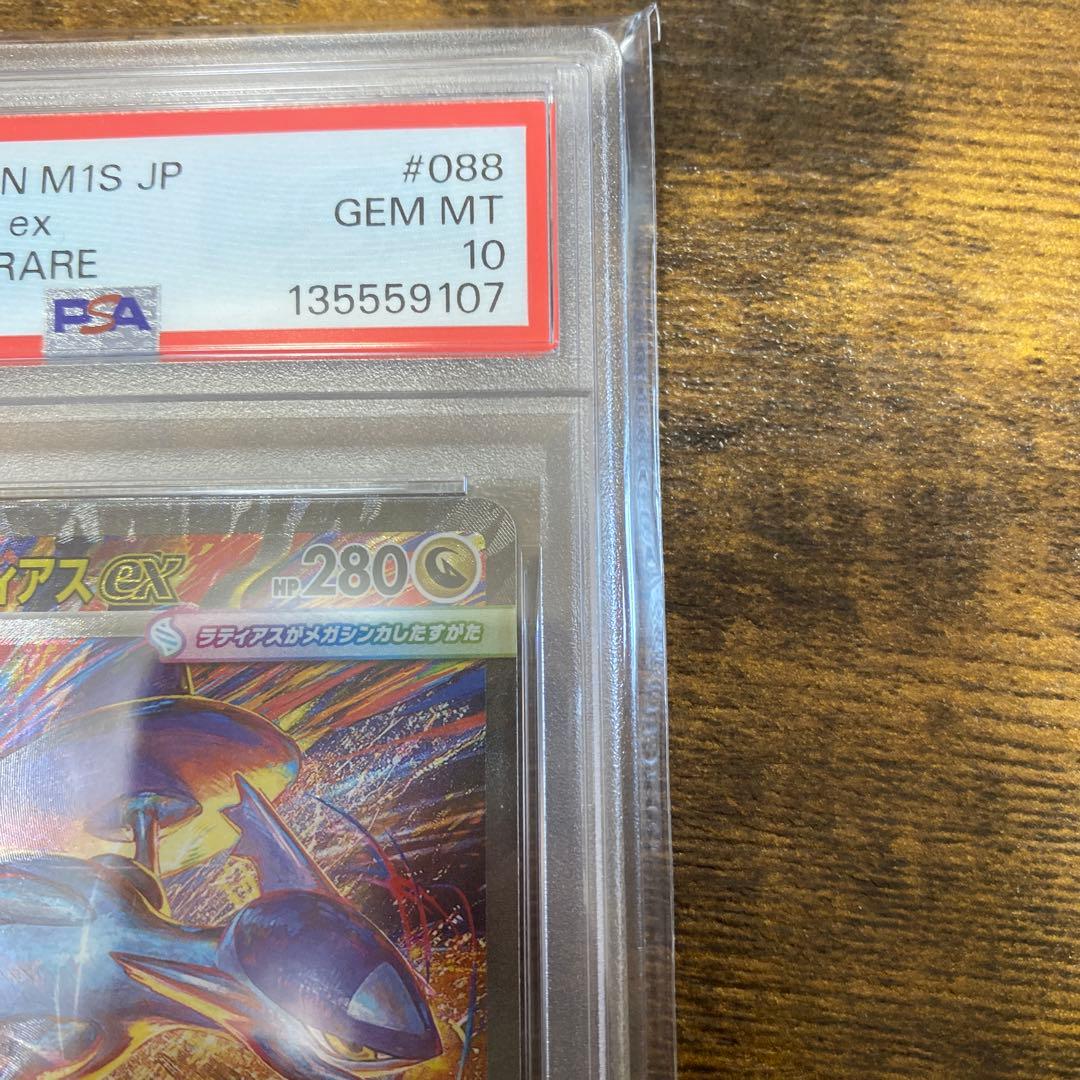 N M1S JP #088
ex GEM MT
RARE 10
PSA 135559107
ィアスex HP280
ラティアスがメガシンカしたすがた